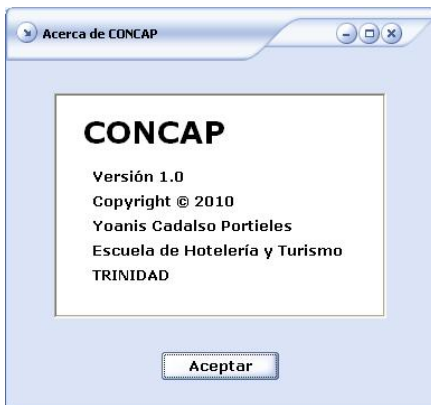 Acerca de CONCAP
CONCAP
Versión 1.0
Copyright © 2010
Yoanis Cadalso Portieles
Escuela de Hotelería y Turismo
TRINIDAD
Aceptar